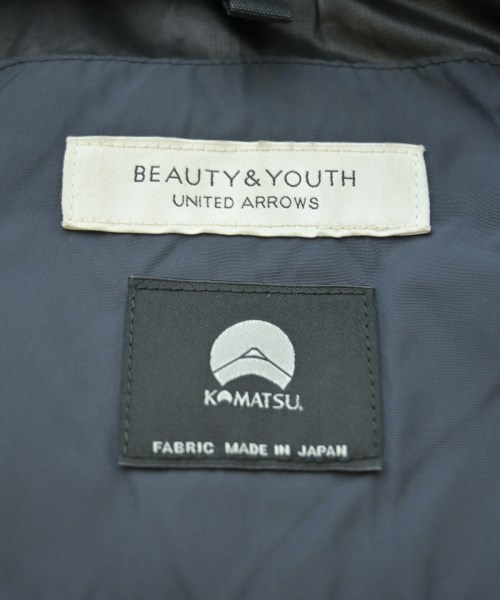 BEAUTY&YOUTH
UNITED ARROWS
KOMATSU.
FABRIC MADE IN JAPAN